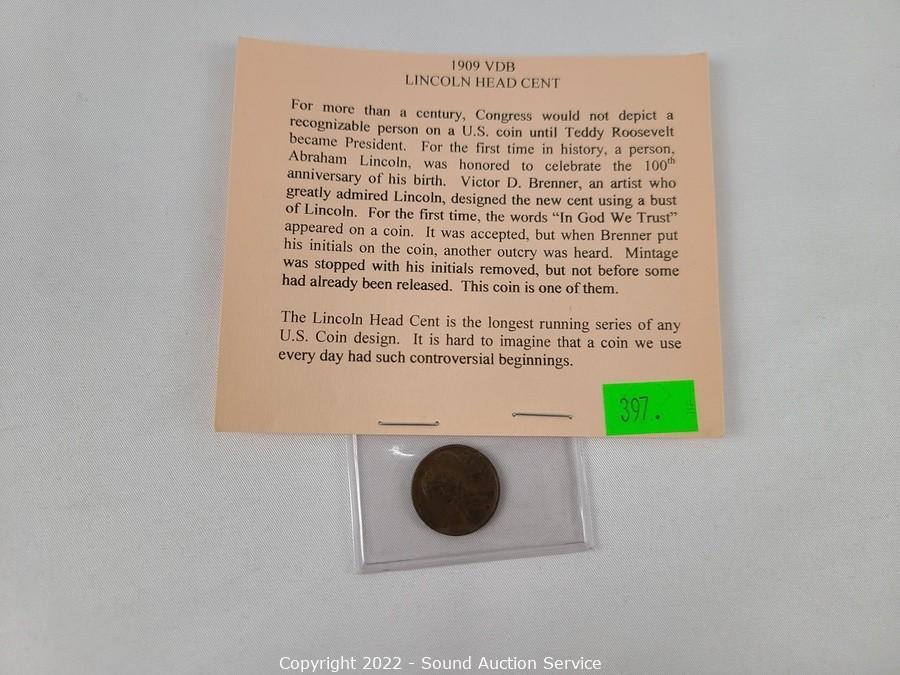 1909 VDB
LINCOLN HEAD CENT
For more than a century, Congress would not depict a
recognizable person on a U.S. coin until Teddy Roosevelt
became President. For the first time in history, a person,
Abraham Lincoln, was honored to celebrate the 100th
anniversary of his birth. Victor D. Brenner, an artist who
greatly admired Lincoln, designed the new cent using a bust
of Lincoln. For the first time, the words “In God We Trust”
appeared on a coin. It was accepted, but when Brenner put
his initials on the coin, another outcry was heard. Mintage
was stopped with his initials removed, but not before some
had already been released. This coin is one of them.
The Lincoln Head Cent is the longest running series of any
U.S. Coin design. It is hard to imagine that a coin we use
every day had such controversial beginnings.
397.
Copyright 2022 - Sound Auction Service